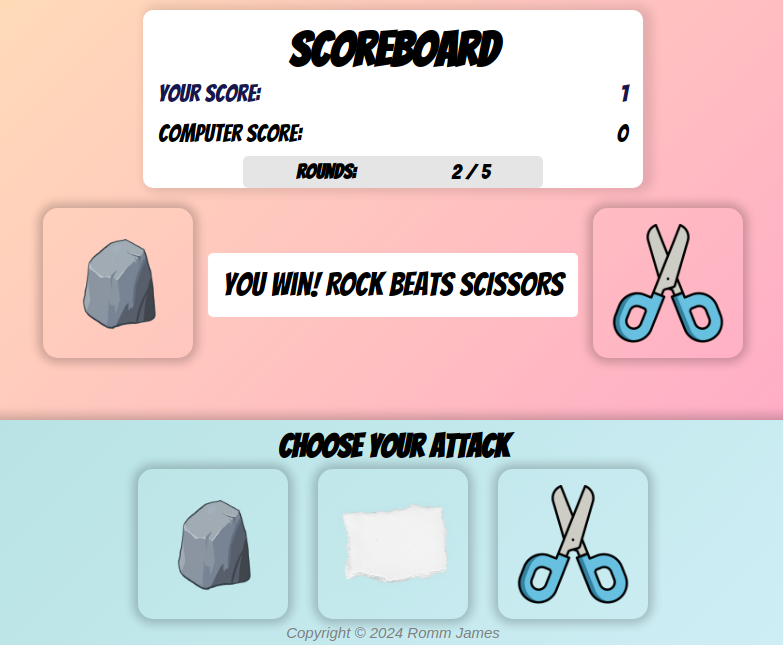 SCOREBOARD
YOUR SCORE: 1
COMPUTER SCORE: 0
ROUNDS: 2 / 5
YOU WIN! ROCK BEATS SCISSORS
CHOOSE YOUR ATTACK
Copyright © 2024 Romm James